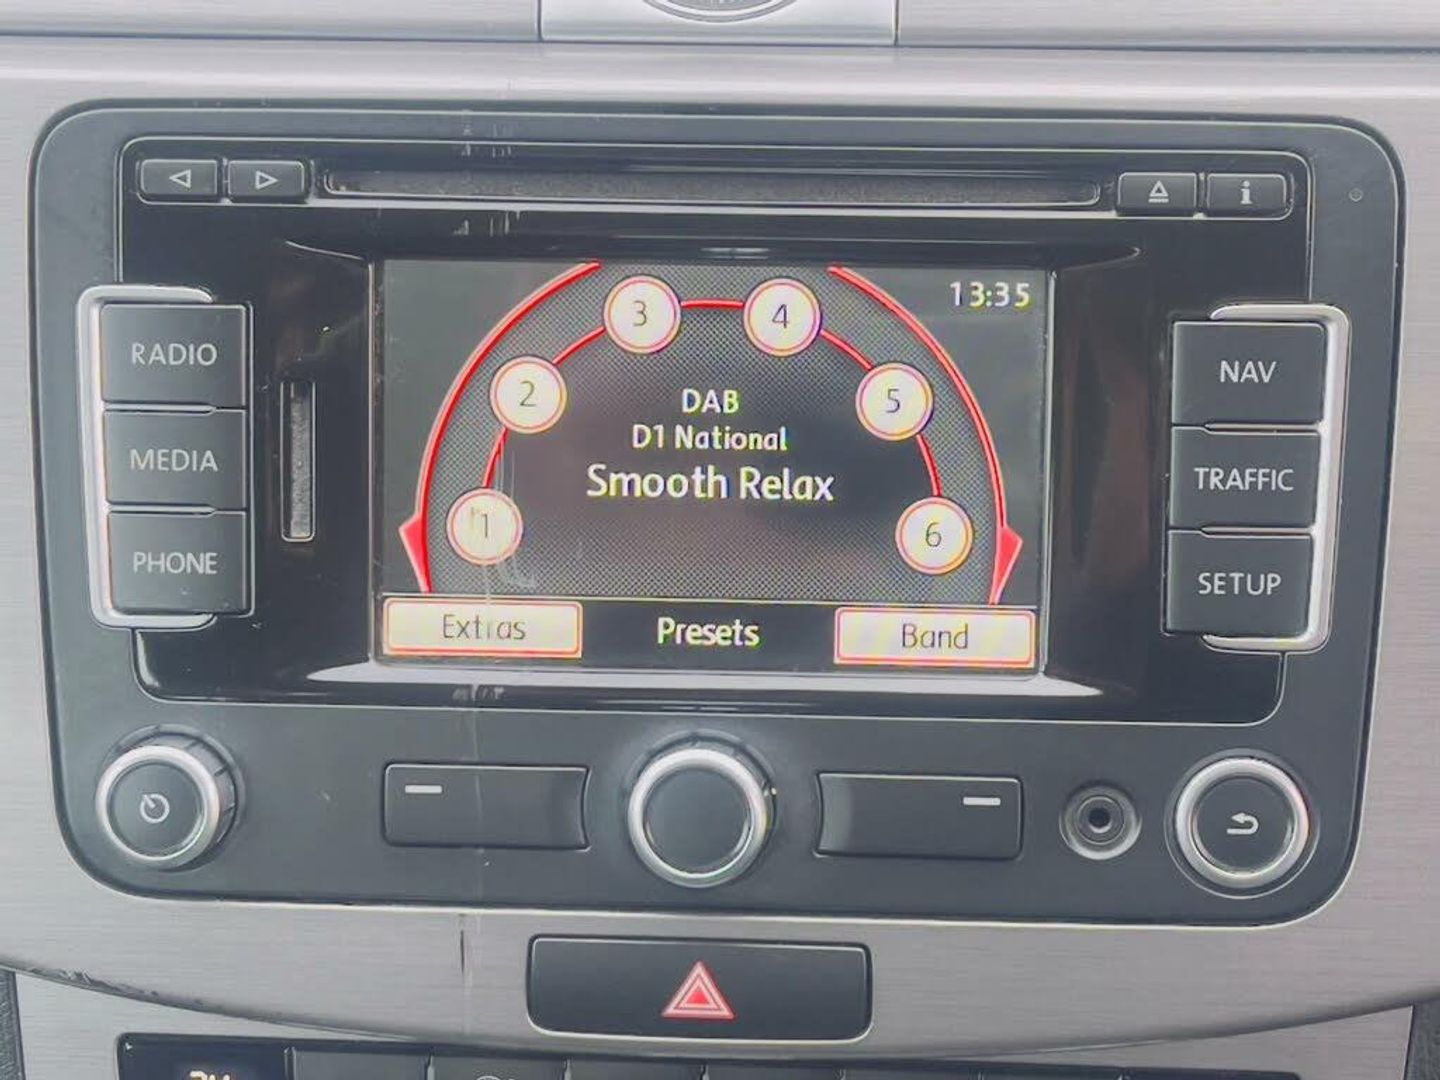 13:35
3 4
2 5
1 6
DAB
D1 National
Smooth Relax
Extras Presets Band
RADIO
MEDIA
PHONE
NAV
TRAFFIC
SETUP
i